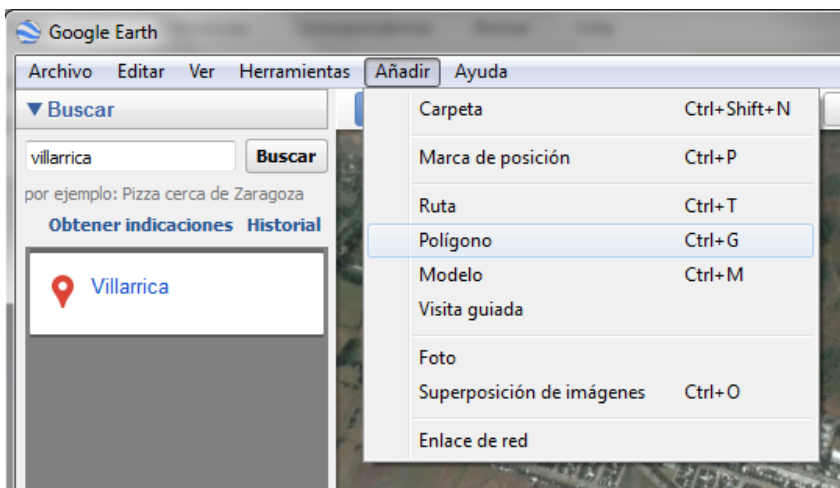 Google Earth
Archivo Editar Ver Herramientas Añadir Ayuda
▼ Buscar
villarrica Buscar
por ejemplo: Pizza cerca de Zaragoza
Obtener indicaciones Historial
Villarrica
Carpeta Ctrl+Shift+N
Marca de posición Ctrl+P
Ruta Ctrl+T
Polígono Ctrl+G
Modelo Ctrl+M
Visita guiada
Foto
Superposición de imágenes Ctrl+O
Enlace de red